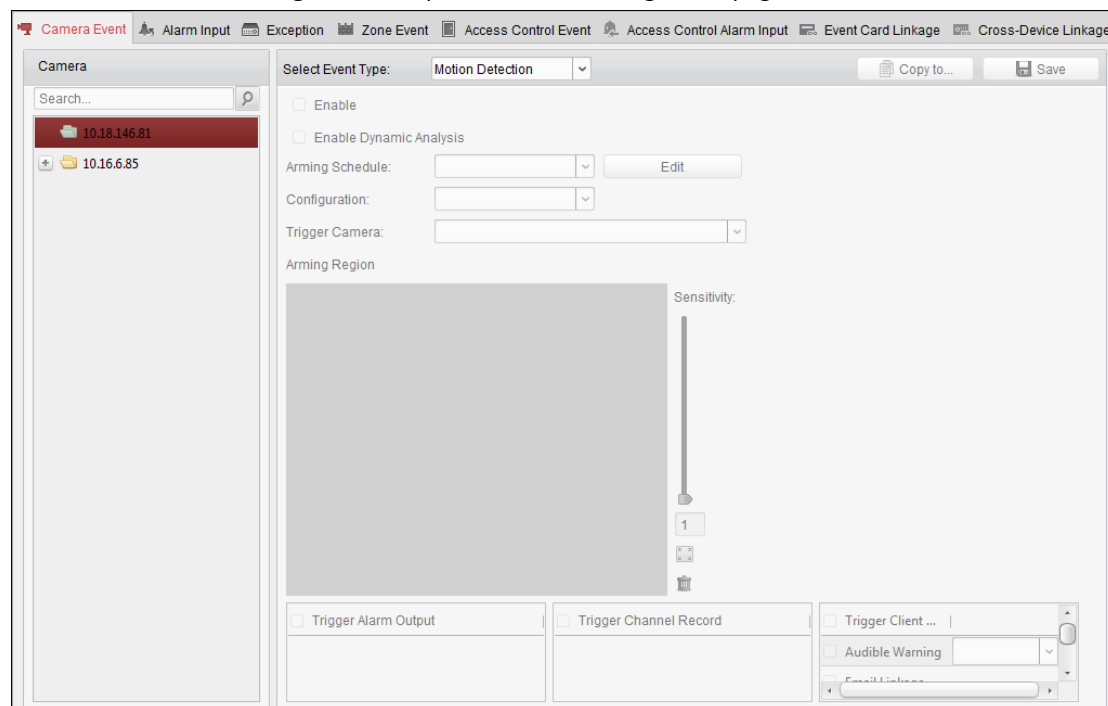 Camera Event Alarm Input Exception Zone Event Access Control Event Access Control Alarm Input Event Card Linkage Cross-Device Linkage
Camera
Select Event Type: Motion Detection Copy to... Save
Search...
Enable
10.18.146.81
Enable Dynamic Analysis
10.16.6.85
Arming Schedule: Edit
Configuration:
Trigger Camera:
Arming Region
Sensitivity:
1
Trigger Alarm Output Trigger Channel Record Trigger Client ...
Audible Warning
Email Linkage